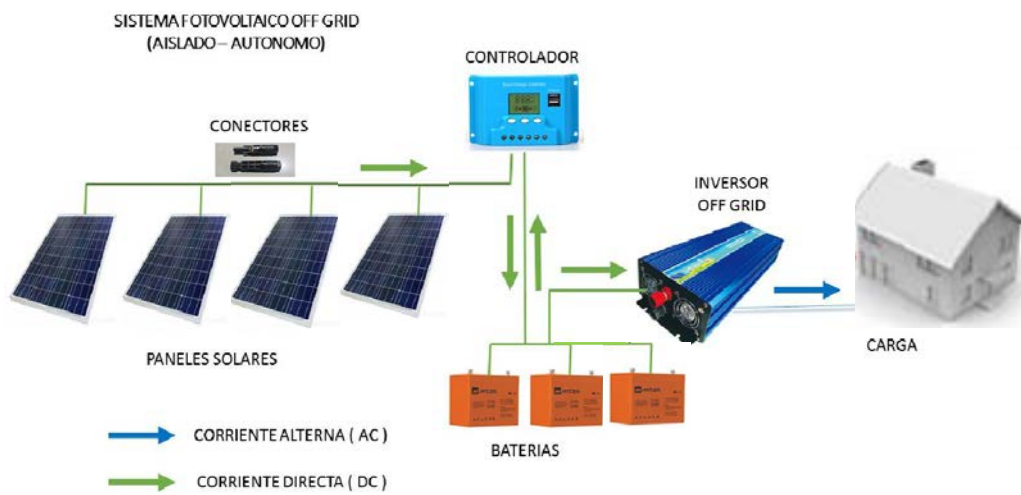 SISTEMA FOTOVOLTAICO OFF GRID
(AISLADO – AUTONOMO)
CONTROLADOR
CONECTORES
INVERSOR
OFF GRID
PANELES SOLARES
CARGA
BATERIAS
CORRIENTE ALTERNA ( AC )
CORRIENTE DIRECTA ( DC )